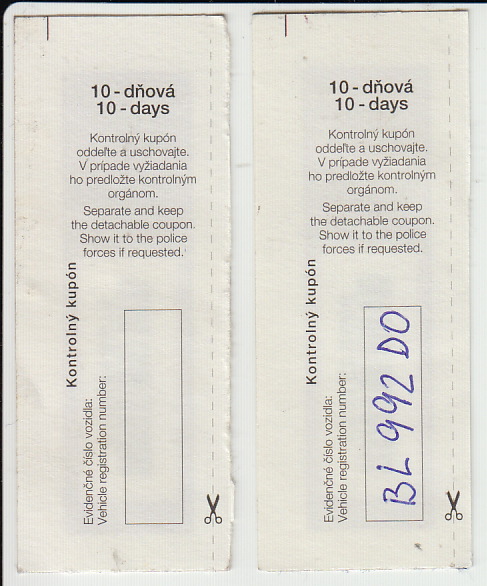 10 - dňová
10 - days
Kontrolný kupón
oddeľte a uschovajte.
V prípade vyžiadania
ho predložte kontrolným
orgánom.
Separate and keep
the detachable coupon.
Show it to the police
forces if requested.
Kontrolný kupón
Evidenčné číslo vozidla:
Vehicle registration number:
10 - dňová
10 - days
Kontrolný kupón
oddeľte a uschovajte.
V prípade vyžiadania
ho predložte kontrolným
orgánom.
Separate and keep
the detachable coupon.
Show it to the police
forces if requested.
Kontrolný kupón
Evidenčné číslo vozidla:
Vehicle registration number:
BL 992 DO